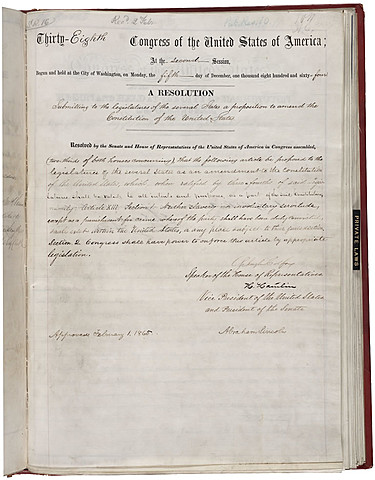 Thirty-Eighth Congress of the United States of America;
At the second Session,
Begun and held at the City of Washington, on Monday, the fifth day of December, one thousand eight hundred and sixty-four
A RESOLUTION
Submitting to the legislatures of the several States a proposition to amend the
Constitution of the United States
Resolved by the Senate and House of Representatives of the United States of America in Congress assembled,
(two-thirds of both houses concurring) That the following article be proposed to the
legislatures of the several States as an amendment to the Constitution
of the United States, which, when ratified by three-fourths of said Legis-
latures shall be valid, to all intents and purposes, as a part of the said Constitution,
namely: Article XIII. Section 1. Neither slavery nor involuntary servitude,
except as a punishment for crime whereof the party shall have been duly convicted,
shall exist within the United States, or any place subject to their jurisdiction.
Section 2. Congress shall have power to enforce this article by appropriate
legislation.
Speaker of the House of Representatives
H. Hamlin
Vice President of the United States
and President of the Senate
Approved February 1, 1865
Abraham Lincoln
PRIVATE LAWS